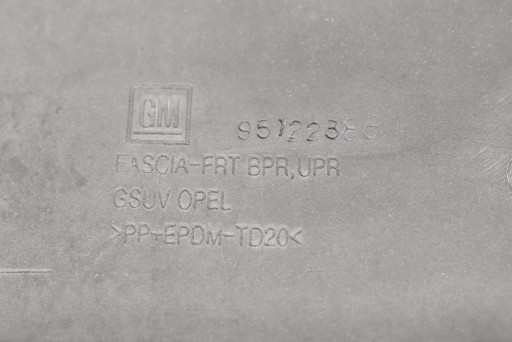 GM
FASCIA-FRT BPR, UPR
GSUV OPEL
>PP+EPDM-TD20<